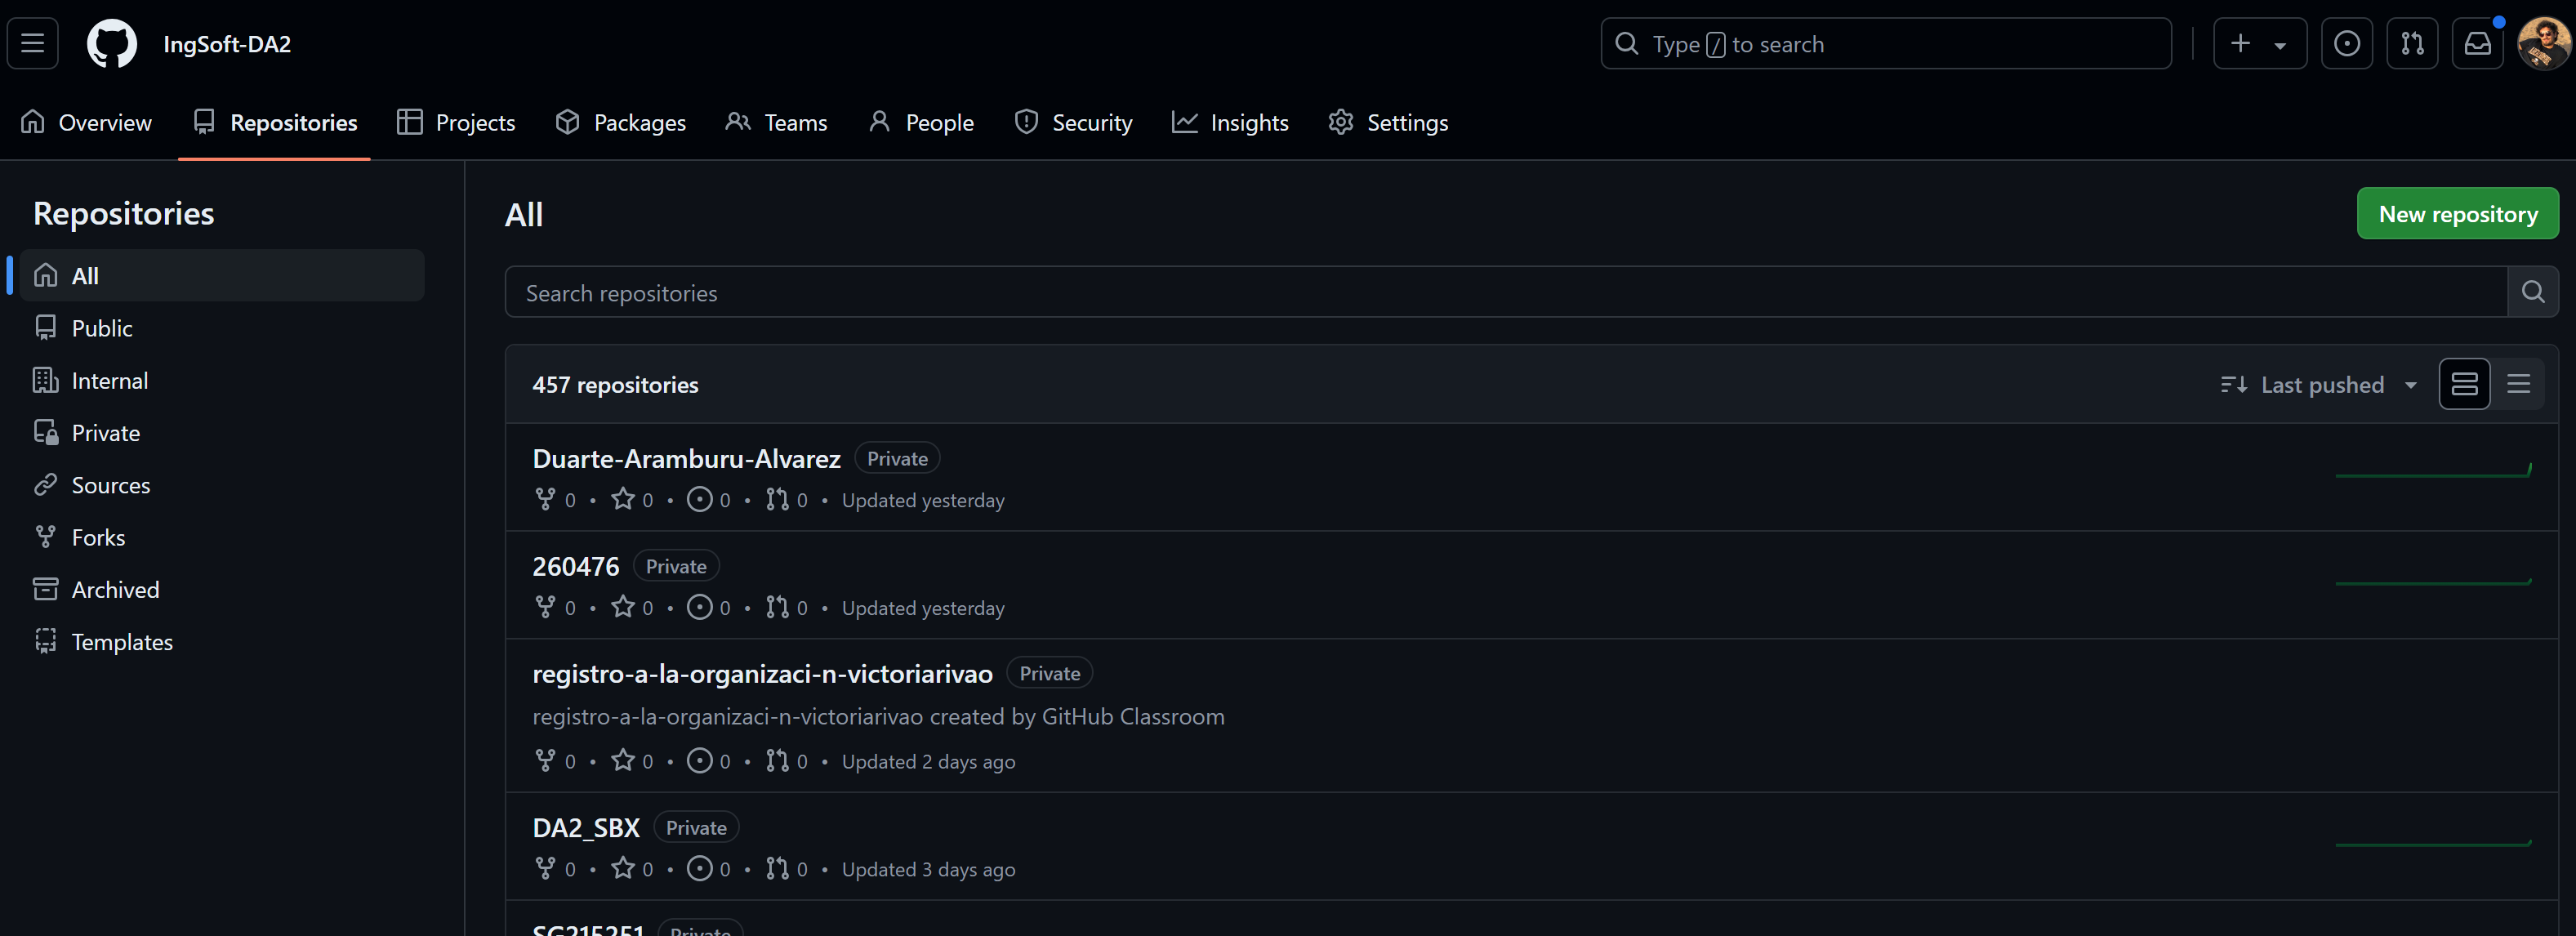 IngSoft-DA2
Type / to search
Overview
Repositories
Projects
Packages
Teams
People
Security
Insights
Settings
Repositories
All
Public
Internal
Private
Sources
Forks
Archived
Templates
All
New repository
Search repositories
457 repositories
Last pushed
Duarte-Aramburu-Alvarez Private
0 • 0 • 0 • 0 • Updated yesterday
260476 Private
0 • 0 • 0 • 0 • Updated yesterday
registro-a-la-organizaci-n-victoriarivao Private
registro-a-la-organizaci-n-victoriarivao created by GitHub Classroom
0 • 0 • 0 • 0 • Updated 2 days ago
DA2_SBX Private
0 • 0 • 0 • 0 • Updated 3 days ago
SG215251 Private